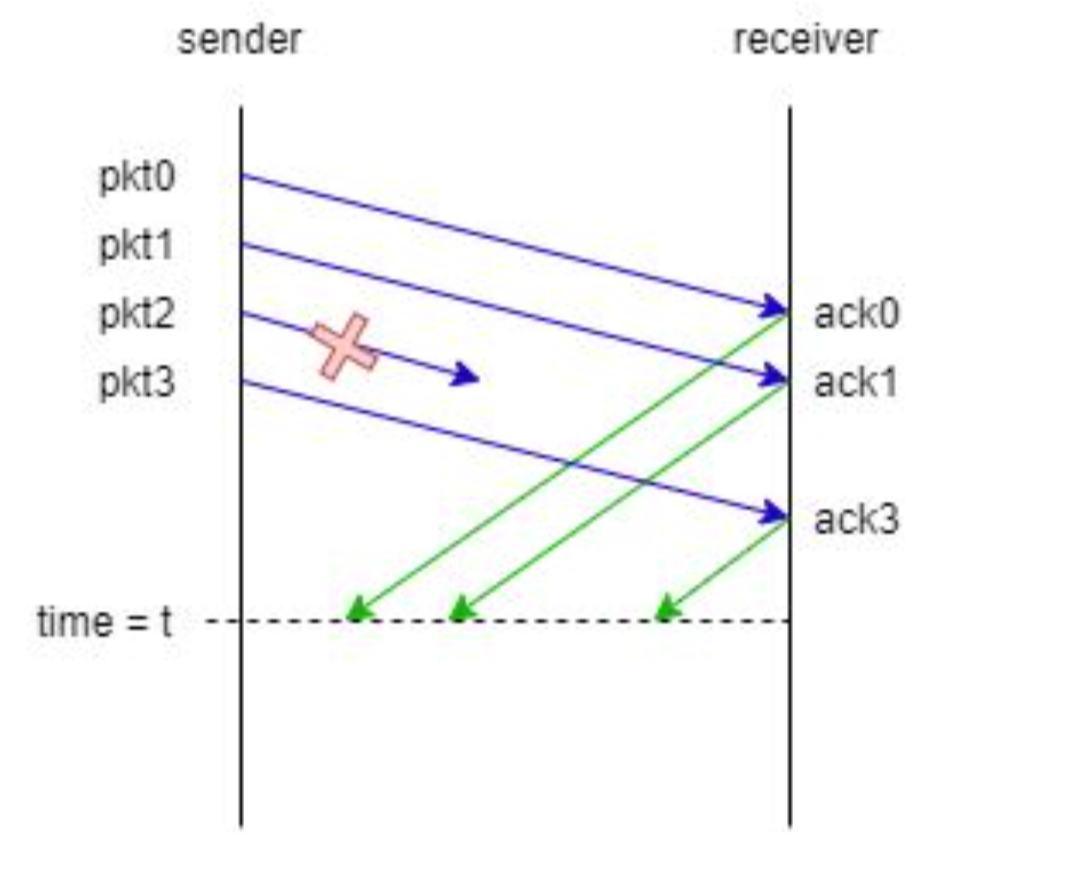 sender receiver
pkt0
pkt1
pkt2 ack0
pkt3 ack1
ack3
time = t